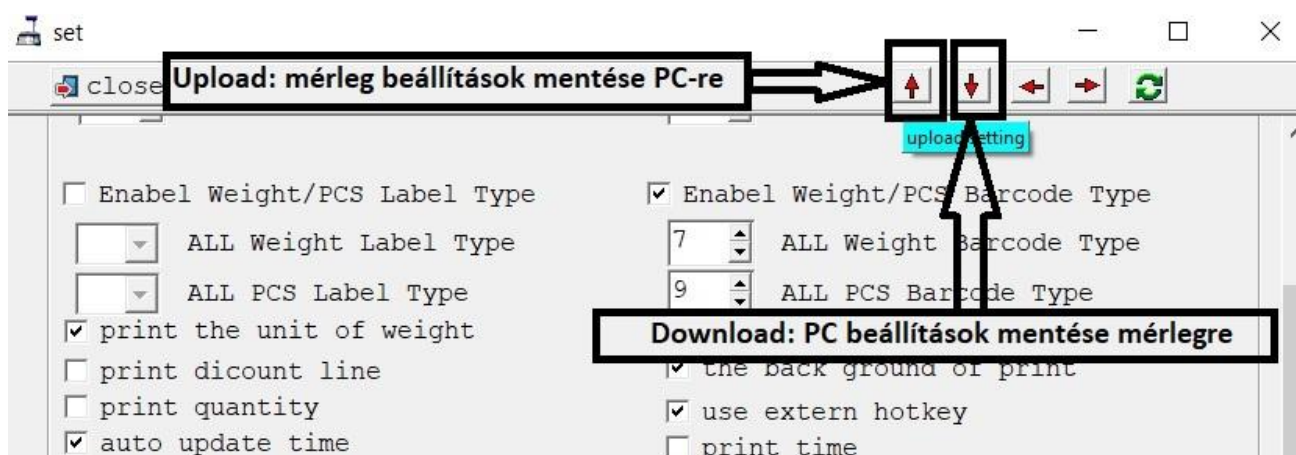 set
close
Upload: mérleg beállítások mentése PC-re
upload setting
Enabel Weight/PCS Label Type
Enabel Weight/PCS Barcode Type
ALL Weight Label Type
7 ALL Weight Barcode Type
ALL PCS Label Type
9 ALL PCS Barcode Type
print the unit of weight
Download: PC beállítások mentése mérlegre
print dicount line
the back ground of print
print quantity
use extern hotkey
auto update time
print time